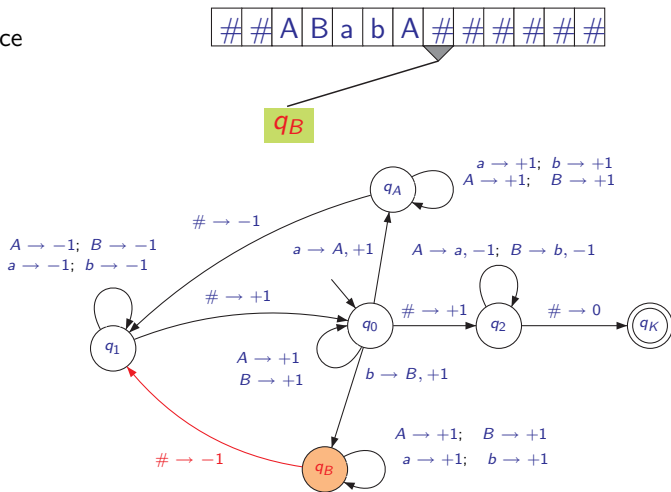 ce
# # A B a b A # # # # # #
q_B
a → +1; b → +1
A → +1; B → +1
q_A
# → −1
A → −1; B → −1
a → −1; b → −1
a → A, +1
A → a, −1; B → b, −1
# → +1
# → +1
# → 0
q_1
q_0
q_2
q_K
A → +1
B → +1
b → B, +1
A → +1; B → +1
a → +1; b → +1
# → −1
q_B